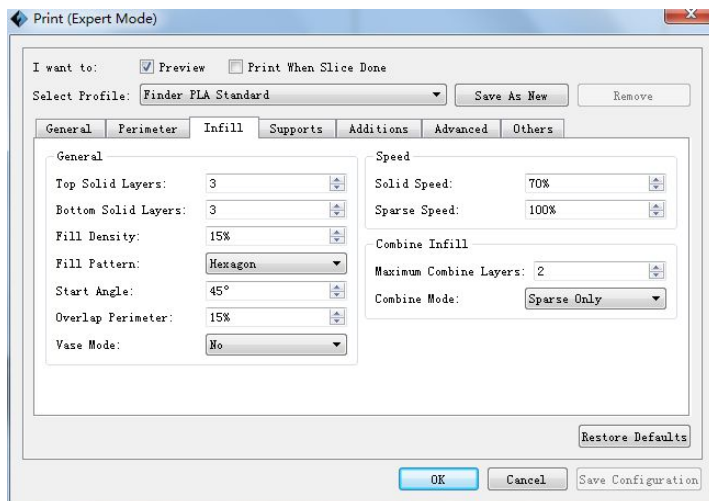 Print (Expert Mode)
I want to: Preview Print When Slice Done
Select Profile: Finder PLA Standard Save As New Remove
General Perimeter Infill Supports Additions Advanced Others
General
Top Solid Layers: 3
Bottom Solid Layers: 3
Fill Density: 15%
Fill Pattern: Hexagon
Start Angle: 45°
Overlap Perimeter: 15%
Vase Mode: No
Speed
Solid Speed: 70%
Sparse Speed: 100%
Combine Infill
Maximum Combine Layers: 2
Combine Mode: Sparse Only
Restore Defaults
OK Cancel Save Configuration